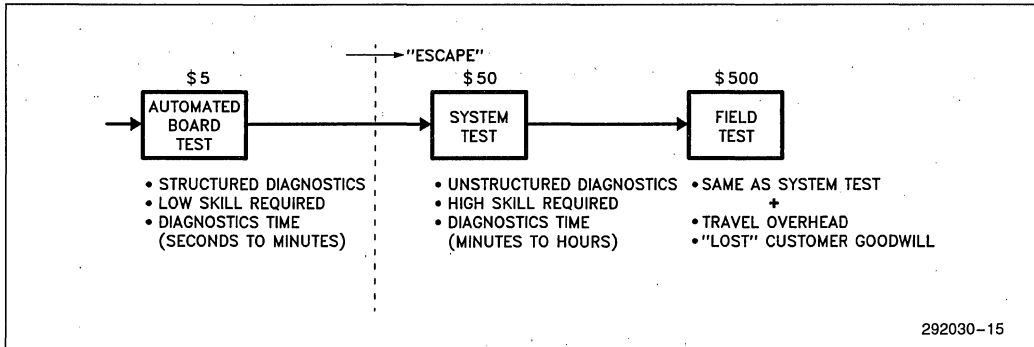 "ESCAPE"
$5
AUTOMATED
BOARD
TEST
• STRUCTURED DIAGNOSTICS
• LOW SKILL REQUIRED
• DIAGNOSTICS TIME
(SECONDS TO MINUTES)
$50
SYSTEM
TEST
• UNSTRUCTURED DIAGNOSTICS
• HIGH SKILL REQUIRED
• DIAGNOSTICS TIME
(MINUTES TO HOURS)
$500
FIELD
TEST
• SAME AS SYSTEM TEST
+
• TRAVEL OVERHEAD
• "LOST" CUSTOMER GOODWILL
292030-15